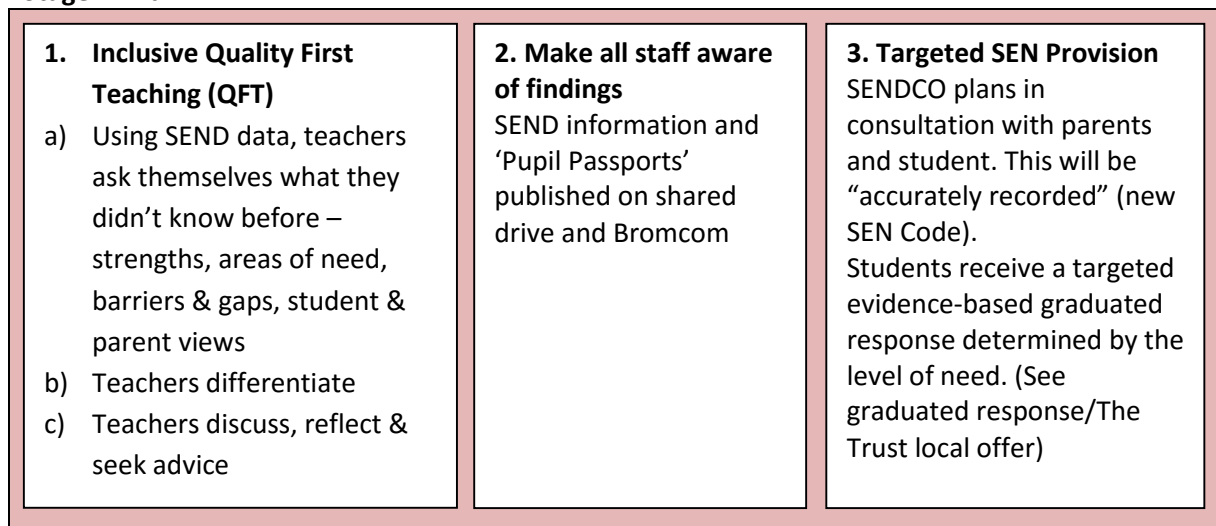 1. Inclusive Quality First
Teaching (QFT)
a) Using SEND data, teachers
ask themselves what they
didn't know before –
strengths, areas of need,
barriers & gaps, student &
parent views
b) Teachers differentiate
c) Teachers discuss, reflect &
seek advice
2. Make all staff aware
of findings
SEND information and
‘Pupil Passports’
published on shared
drive and Bromcom
3. Targeted SEN Provision
SENDCO plans in
consultation with parents
and student. This will be
“accurately recorded” (new
SEN Code).
Students receive a targeted
evidence-based graduated
response determined by the
level of need. (See
graduated response/The
Trust local offer)